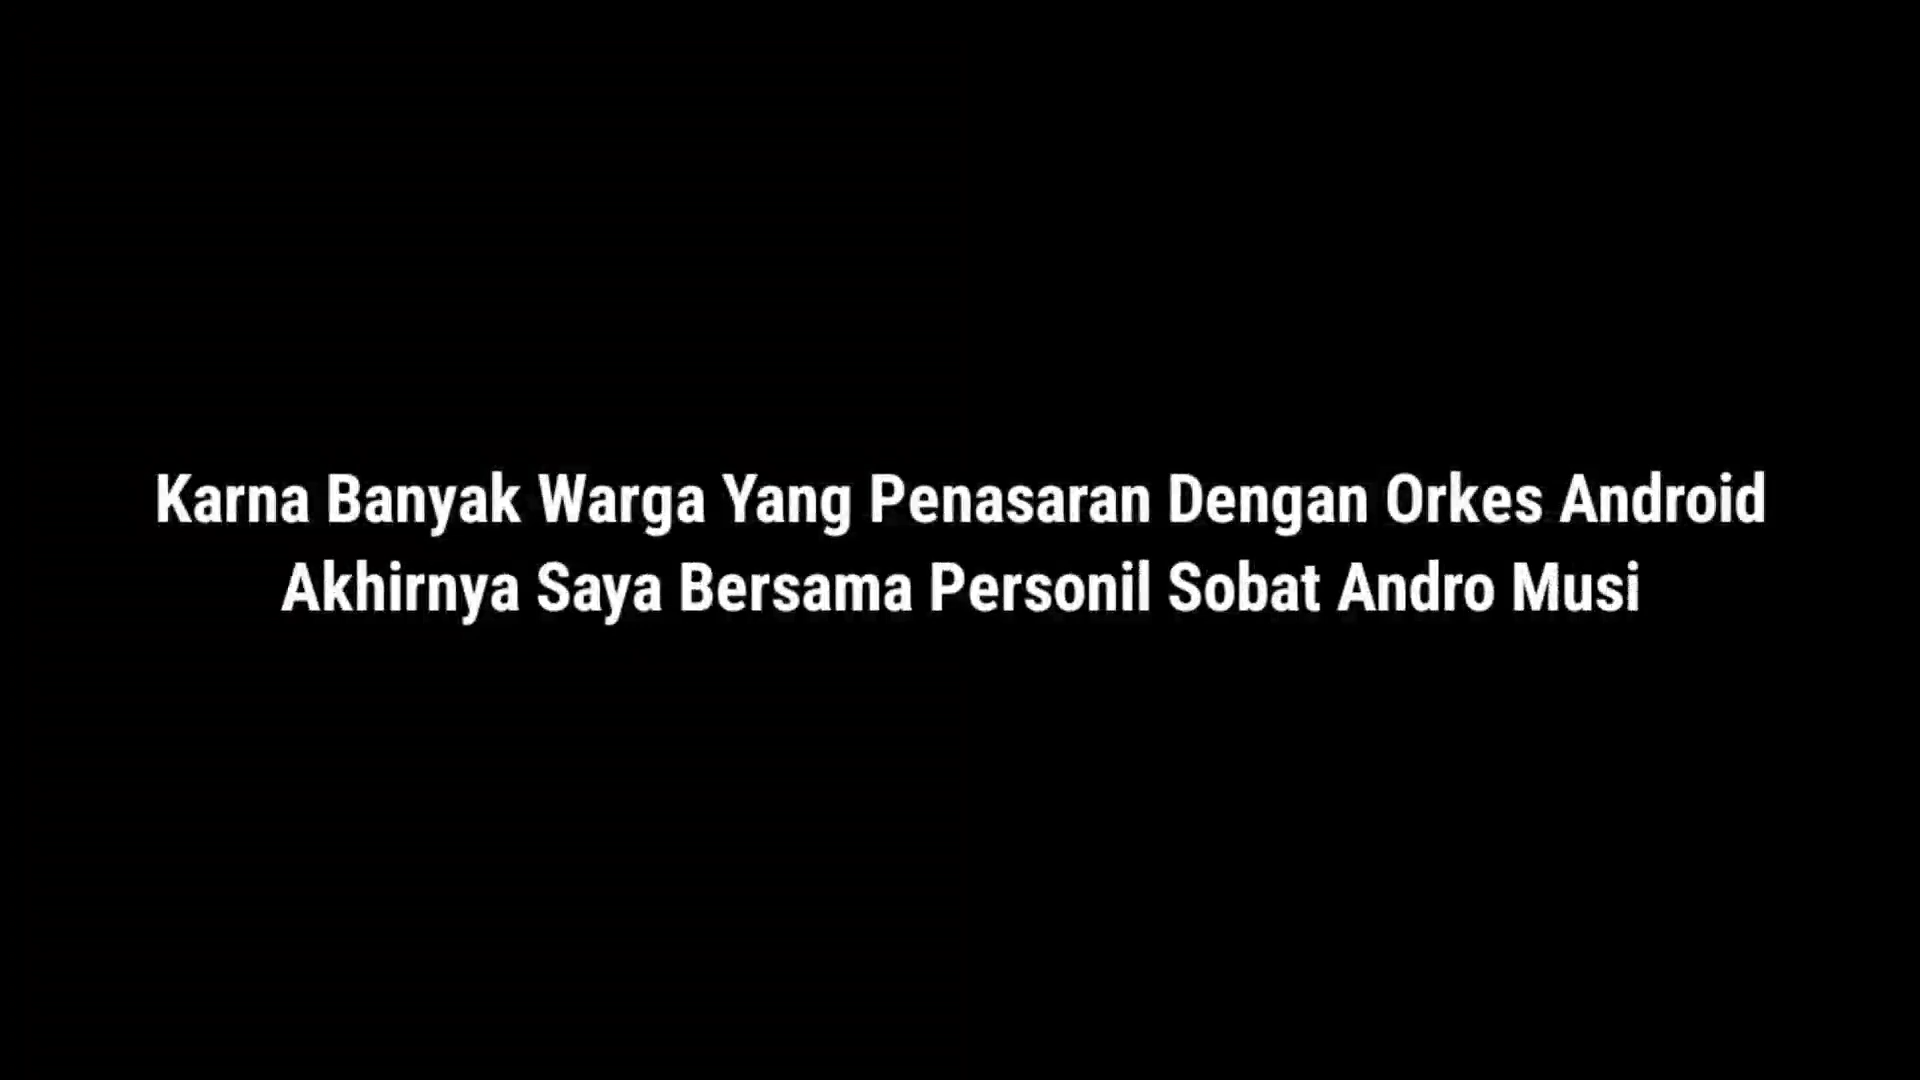 Karna Banyak Warga Yang Penasaran Dengan Orkes Android
Akhirnya Saya Bersama Personil Sobat Andro Musi